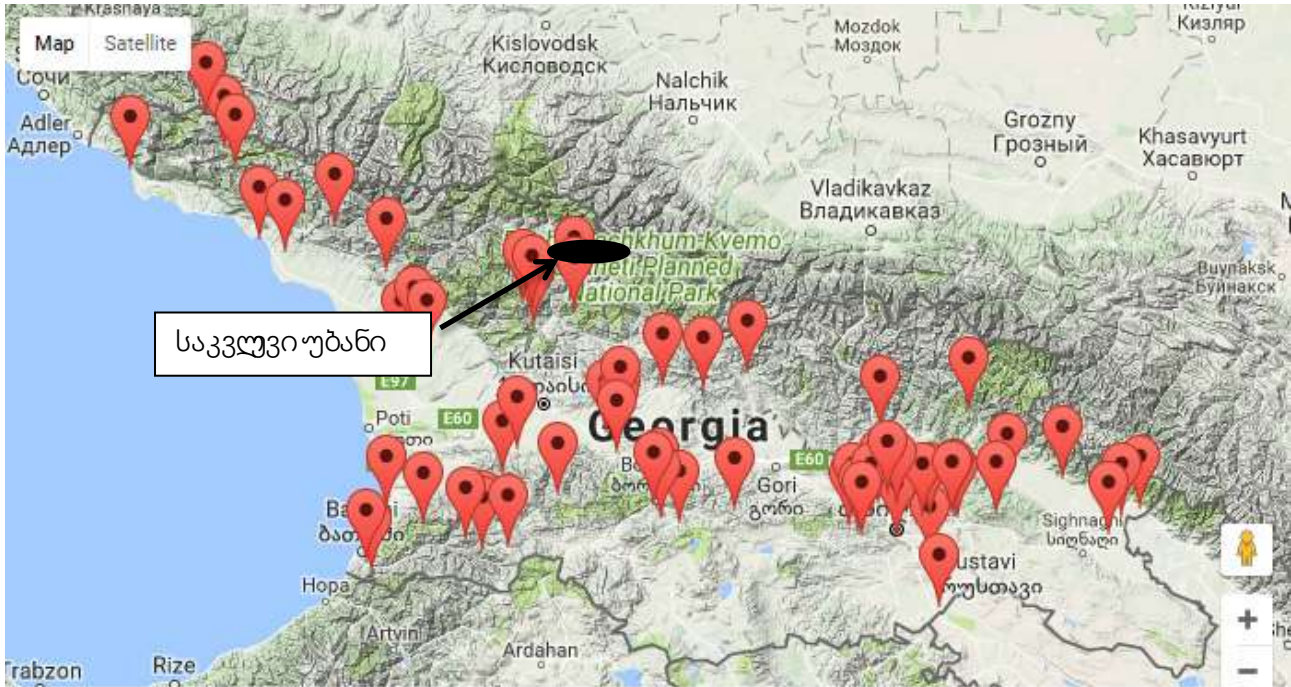 Krasnaya
Map Satellite
Сочи
Adler
Адлер
Kislovodsk
Кисловодск
Mozdok
Моздок
Кизляр
Nalchik
Нальчик
Grozny
Грозный
Khasavyurt
Хасавюрт
Vladikavkaz
Владикавказ
Buynaksk
Буйнакск
National Park
Planned
საკვლევი უბანი
Kutaisi
E97
Poti
E60
Georgia
E60
Gori
გორი
Sighnaghi
სიღნაღი
Hopa
Artvin
Ardahan
Rize
+
−